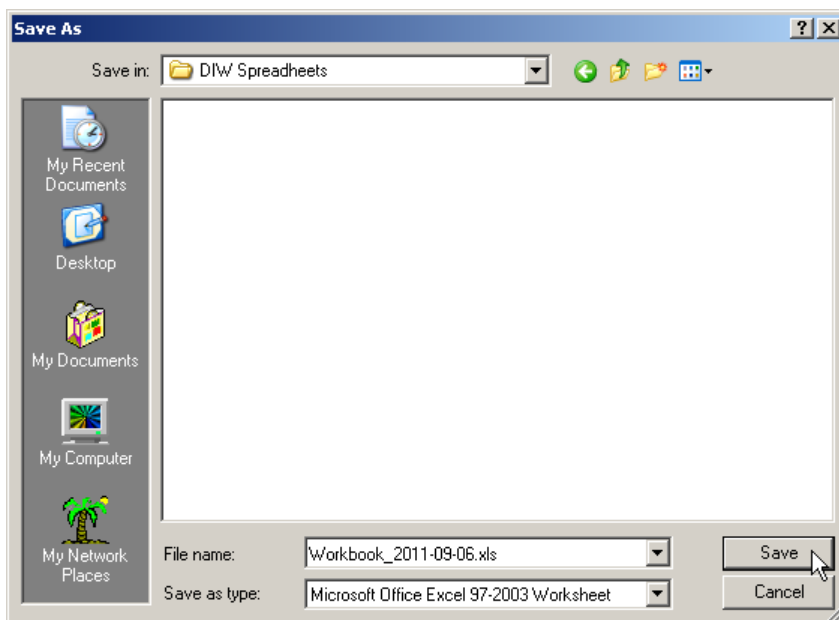 Save As
Save in: DIW Spreadheets
My Recent
Documents
Desktop
My Documents
My Computer
My Network
Places
File name: Workbook_2011-09-06.xls Save
Save as type: Microsoft Office Excel 97-2003 Worksheet Cancel